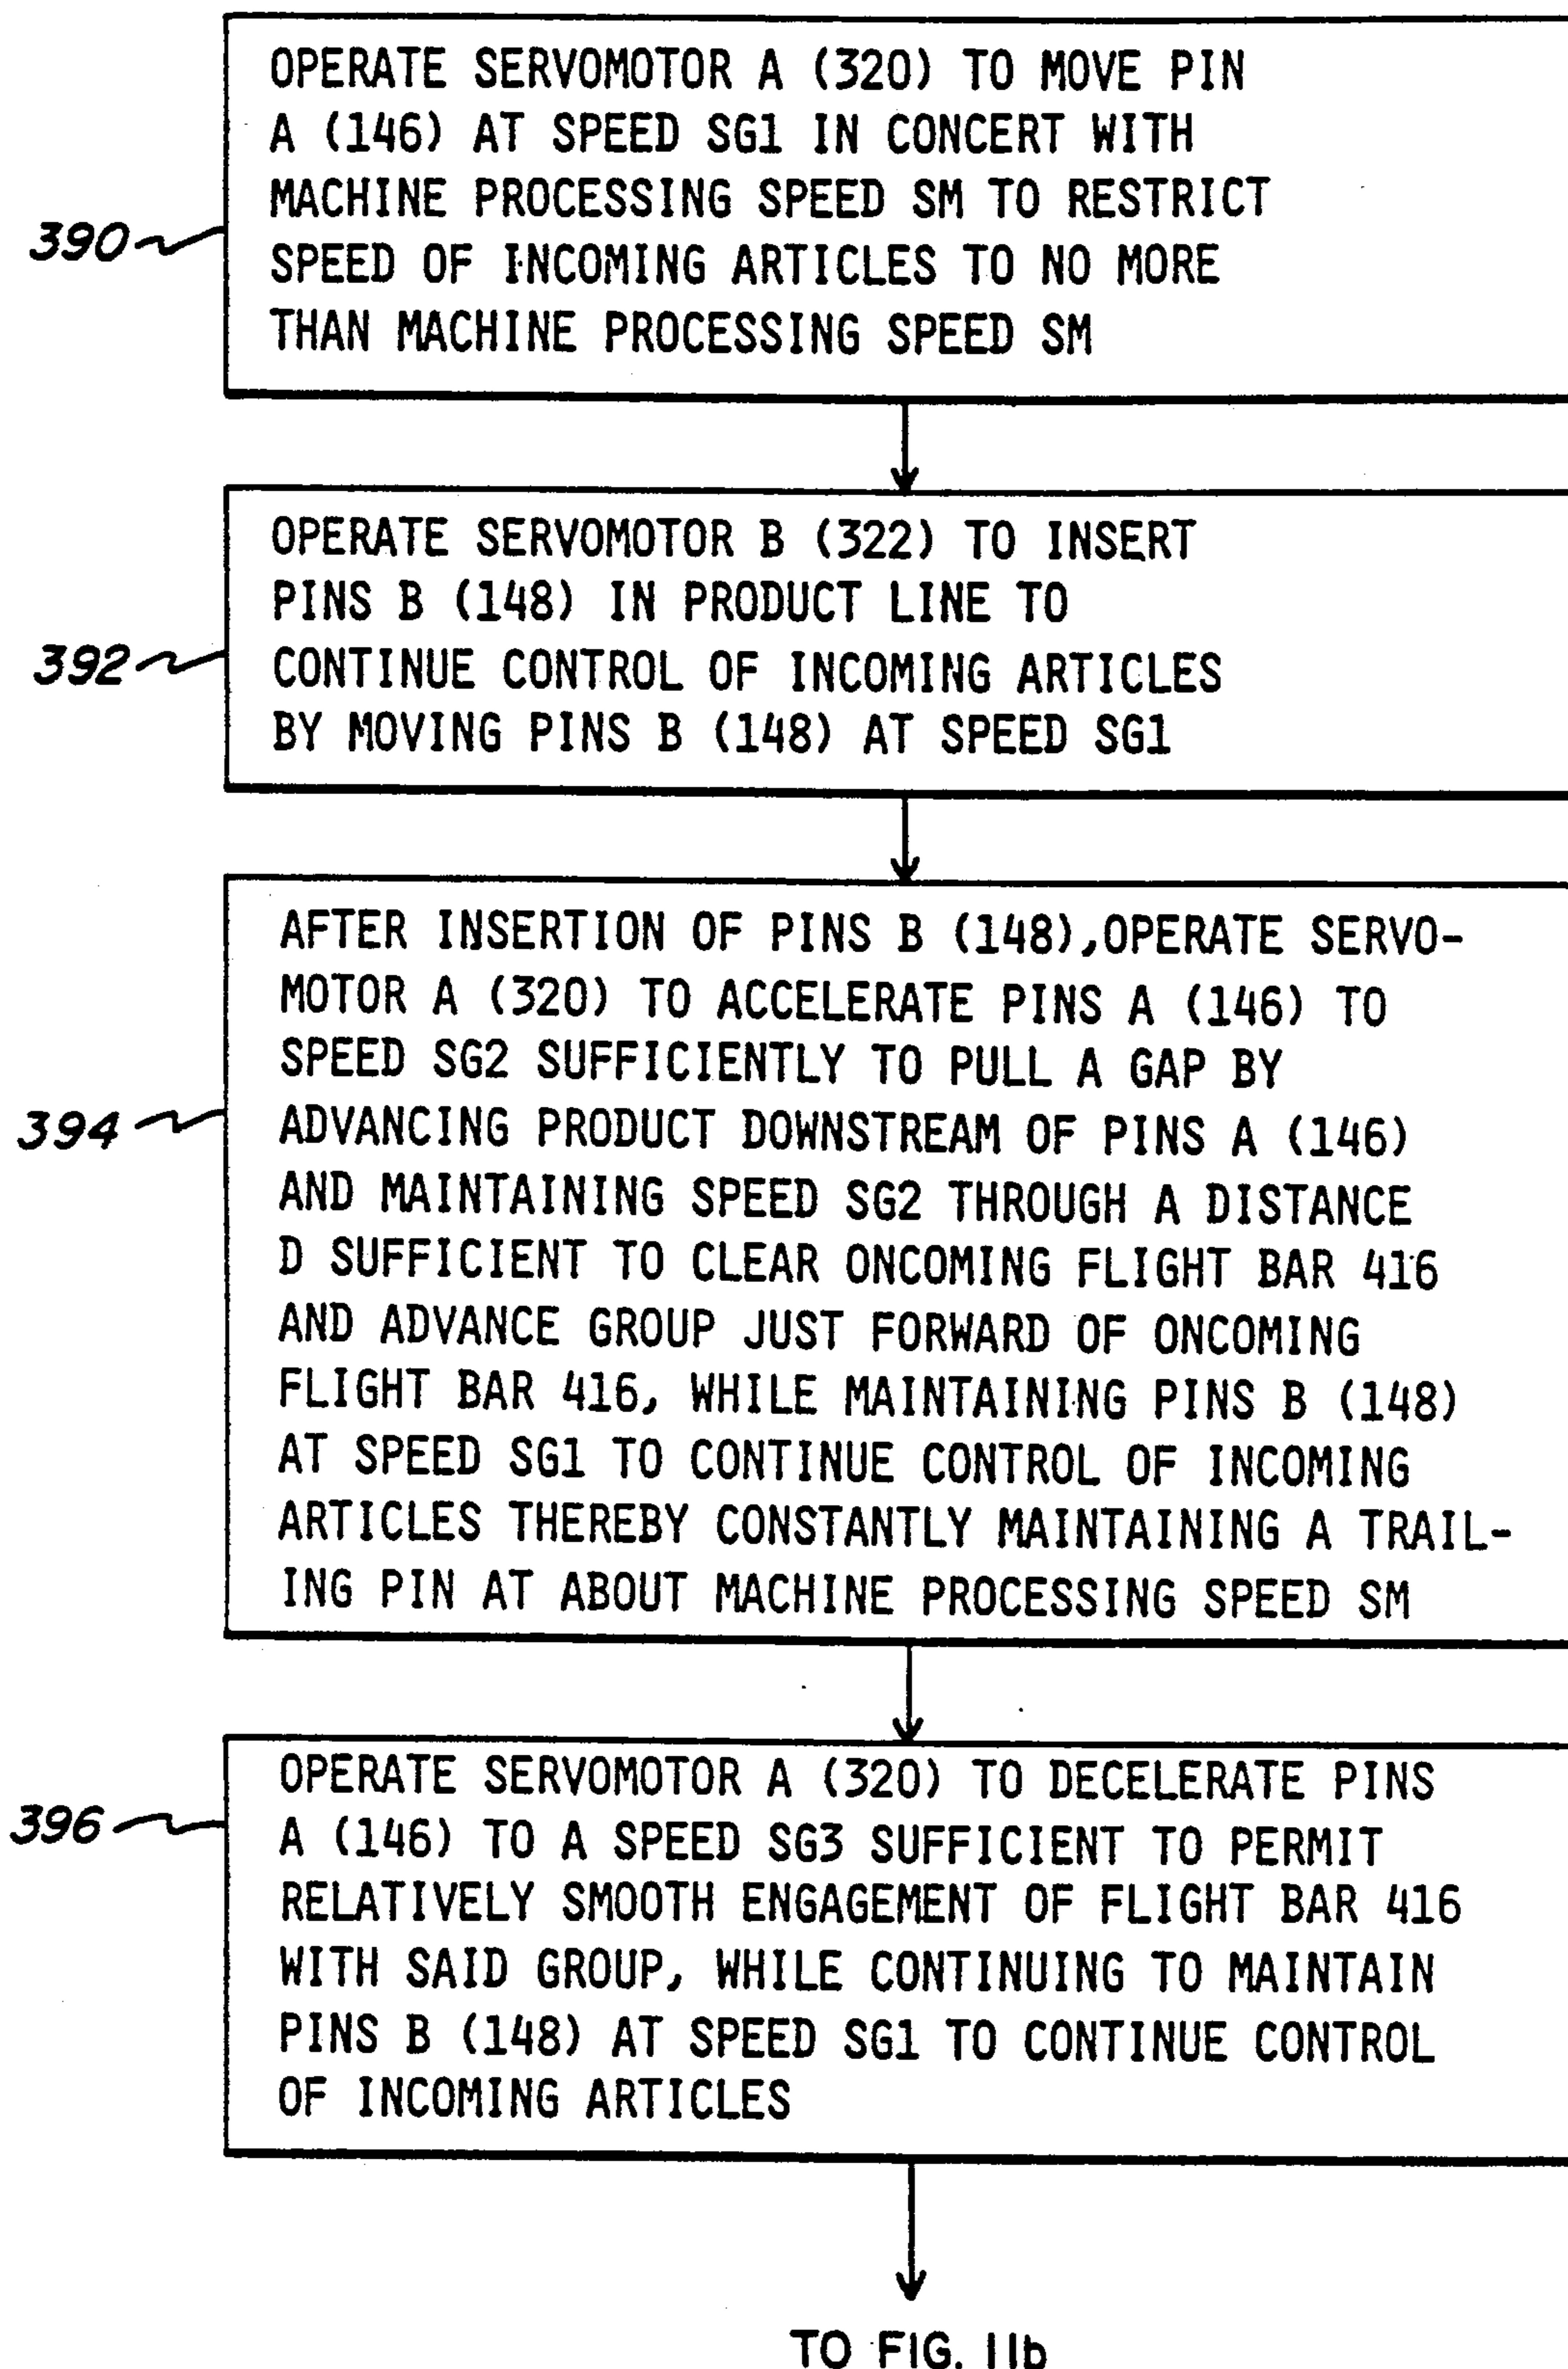 OPERATE SERVOMOTOR A (320) TO MOVE PIN
A (146) AT SPEED SG1 IN CONCERT WITH
MACHINE PROCESSING SPEED SM TO RESTRICT
390
SPEED OF INCOMING ARTICLES TO NO MORE
THAN MACHINE PROCESSING SPEED SM
OPERATE SERVOMOTOR B (322) TO INSERT
PINS B (148) IN PRODUCT LINE TO
392
CONTINUE CONTROL OF INCOMING ARTICLES
BY MOVING PINS B (148) AT SPEED SG1
AFTER INSERTION OF PINS B (148),OPERATE SERVO-
MOTOR A (320) TO ACCELERATE PINS A (146) TO
SPEED SG2 SUFFICIENTLY TO PULL A GAP BY
394
ADVANCING PRODUCT DOWNSTREAM OF PINS A (146)
AND MAINTAINING SPEED SG2 THROUGH A DISTANCE
D SUFFICIENT TO CLEAR ONCOMING FLIGHT BAR 416
AND ADVANCE GROUP JUST FORWARD OF ONCOMING
FLIGHT BAR 416, WHILE MAINTAINING PINS B (148)
AT SPEED SG1 TO CONTINUE CONTROL OF INCOMING
ARTICLES THEREBY CONSTANTLY MAINTAINING A TRAIL-
ING PIN AT ABOUT MACHINE PROCESSING SPEED SM
OPERATE SERVOMOTOR A (320) TO DECELERATE PINS
396
A (146) TO A SPEED SG3 SUFFICIENT TO PERMIT
RELATIVELY SMOOTH ENGAGEMENT OF FLIGHT BAR 416
WITH SAID GROUP, WHILE CONTINUING TO MAINTAIN
PINS B (148) AT SPEED SG1 TO CONTINUE CONTROL
OF INCOMING ARTICLES
TO FIG. 11b